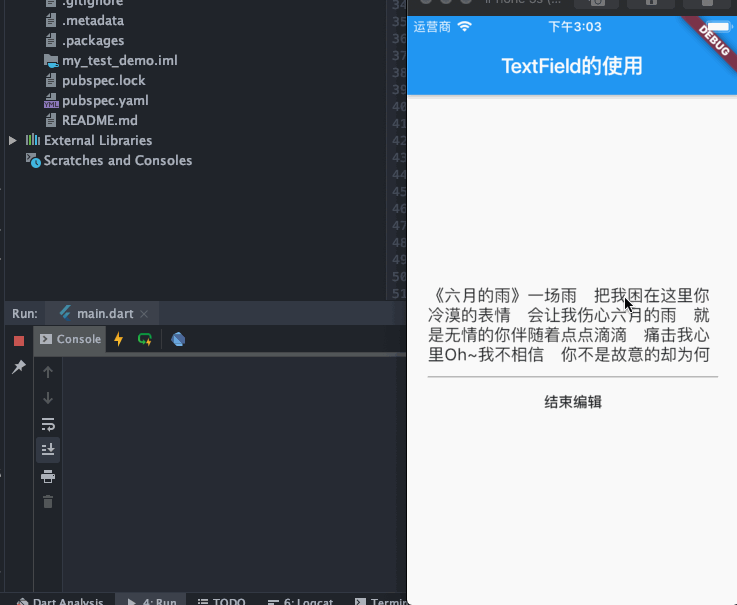 .gitignore
.metadata
.packages
my_test_demo.iml
pubspec.lock
pubspec.yaml
README.md
External Libraries
Scratches and Consoles
34
35
36
37
38
39
40
41
42
43
44
45
46
47
48
49
50
51
Run: main.dart
Console
Dart Analysis 4: Run TODO 6: Logcat
运营商 下午3:03
DEBUG
TextField的使用
《六月的雨》一场雨 把我困在这里你
冷漠的表情 会让我伤心六月的雨 就
是无情的你伴随着点点滴滴 痛击我心
里Oh~我不相信 你不是故意的却为何
结束编辑